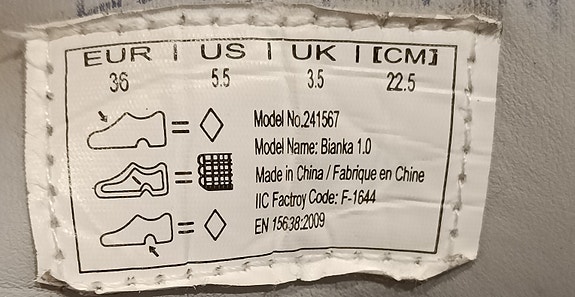 EUR | US | UK | [CM]
36 5.5 3.5 22.5
Model No.241567
Model Name: Bianka 1.0
Made in China / Fabrique en Chine
IIC Factroy Code: F-1644
EN 15638:2009